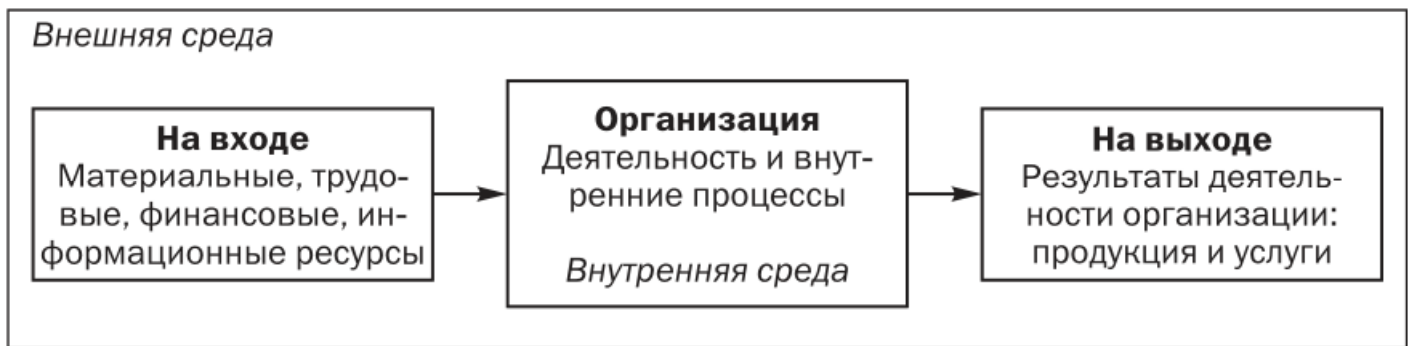 Внешняя среда
На входе
Материальные, трудо-
вые, финансовые, ин-
формационные ресурсы
Организация
Деятельность и внут-
ренние процессы
Внутренняя среда
На выходе
Результаты деятель-
ности организации:
продукция и услуги